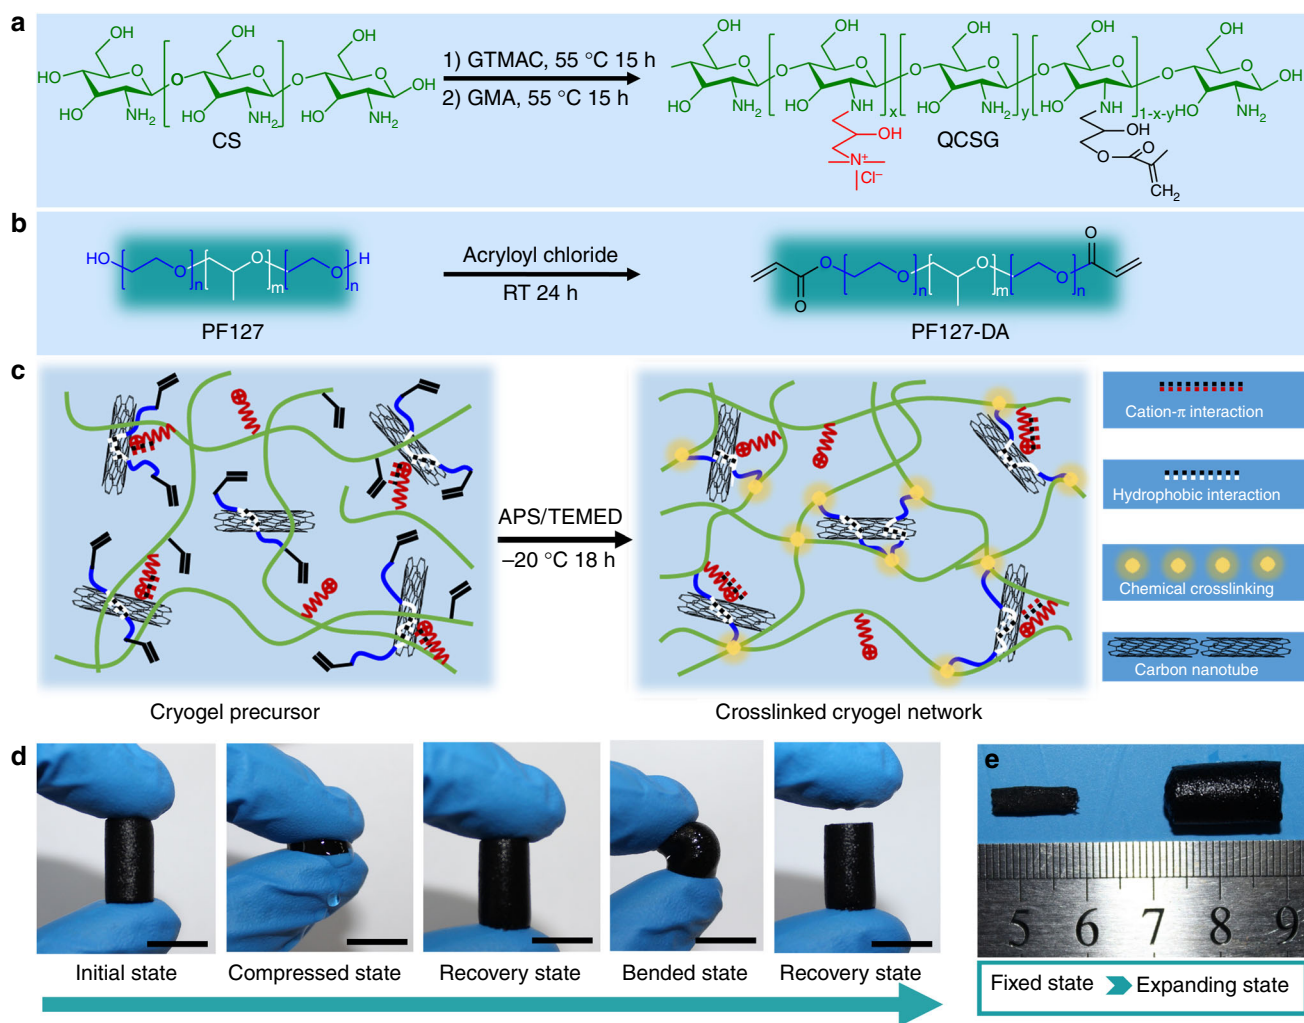 a
OH OH OH
HO O O O O OH
HO NH2 HO NH2 HO NH2
CS
1) GTMAC, 55 °C 15 h
2) GMA, 55 °C 15 h
OH OH OH OH OH
O O O O O O OH
HO NH2 HO NH x HO NH2 y HO NH 1-x-y HO NH2
OH
N+
Cl–
QCSG
OH
O
O
CH2
b
HO O n O m O n H
PF127
Acryloyl chloride
RT 24 h
O O O n O m O n O O
PF127-DA
c
APS/TEMED
–20 °C 18 h
Cation-π interaction
Hydrophobic interaction
Chemical crosslinking
Carbon nanotube
Cryogel precursor
Crosslinked cryogel network
d
Initial state
Compressed state
Recovery state
Bended state
Recovery state
e
5 6 7 8 9
Fixed state
Expanding state